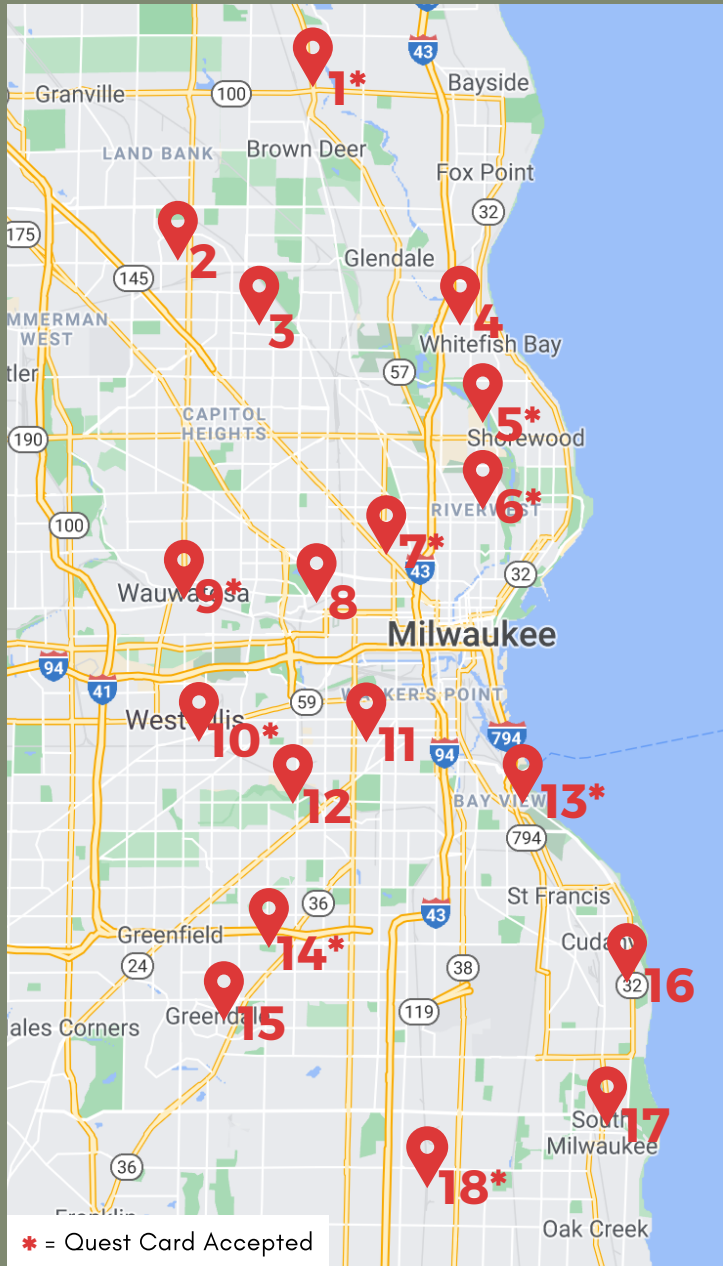 43
Bayside
1*
Granville
100
LAND BANK
Brown Deer
Fox Point
32
175
2
Glendale
145
3
4
MMERMAN
WEST
Whitefish Bay
tler
57
5*
CAPITOL
HEIGHTS
190
Shorewood
6*
RIVERWEST
100
7*
43
32
9*
Wauwatosa
8
Milwaukee
94
41
59
WALKER'S POINT
West Allis
10*
11
794
94
12
13*
BAY VIEW
794
36
St Francis
43
Greenfield
14*
Cudahy
24
38
32
16
15
Greendale
119
ales Corners
17
South
Milwaukee
36
18*
Franklin
Oak Creek
* = Quest Card Accepted